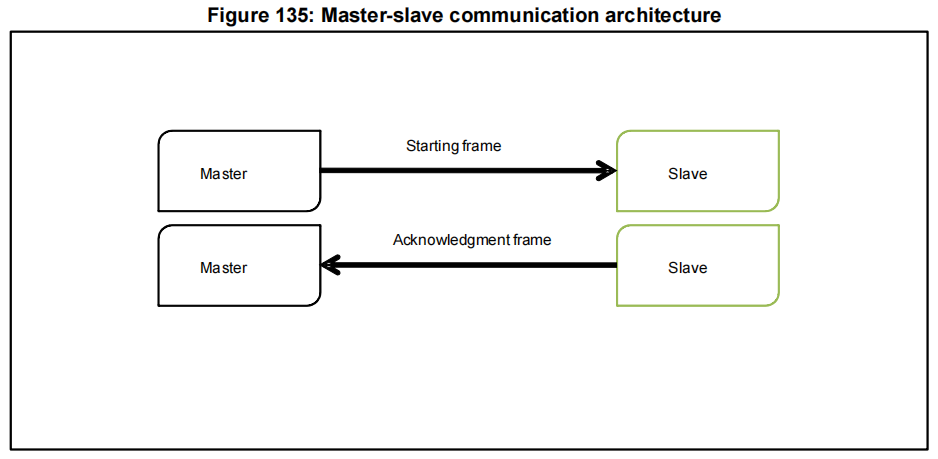 Figure 135: Master-slave communication architecture
Starting frame
Master
Slave
Acknowledgment frame
Master
Slave